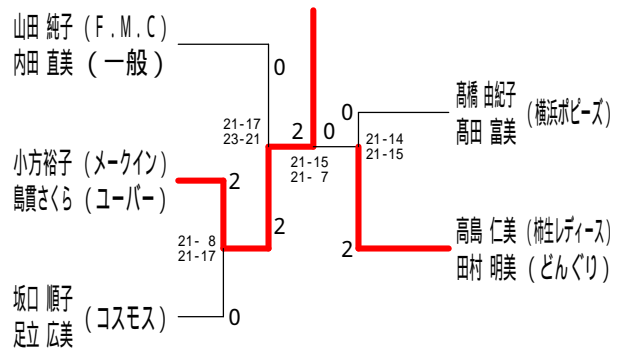 山田 純子 (F.M.C)
内田 直美 (一般)
0
21-17
23-21
2
小方裕子 (メークイン)
島貫さくら (ユーバー)
2
2
21- 8
21-17
坂口 順子
足立 広美
(コスモス)
0
0
21-15
21- 7
0
髙橋 由紀子
髙田 富美
(横浜ポピーズ)
21-14
21-15
2
高島 仁美 (柿生レディース)
田村 明美 (どんぐり)